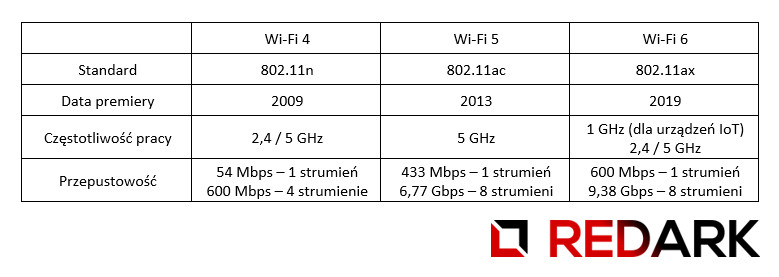 Wi-Fi 4 Wi-Fi 5 Wi-Fi 6
Standard 802.11n 802.11ac 802.11ax
Data premiery 2009 2013 2019
Częstotliwość pracy 2,4 / 5 GHz 5 GHz 1 GHz (dla urządzeń IoT)
2,4 / 5 GHz
Przepustowość 54 Mbps – 1 strumień 433 Mbps – 1 strumień 600 Mbps – 1 strumień
600 Mbps – 4 strumienie 6,77 Gbps – 8 strumieni 9,38 Gbps – 8 strumieni
REDARK